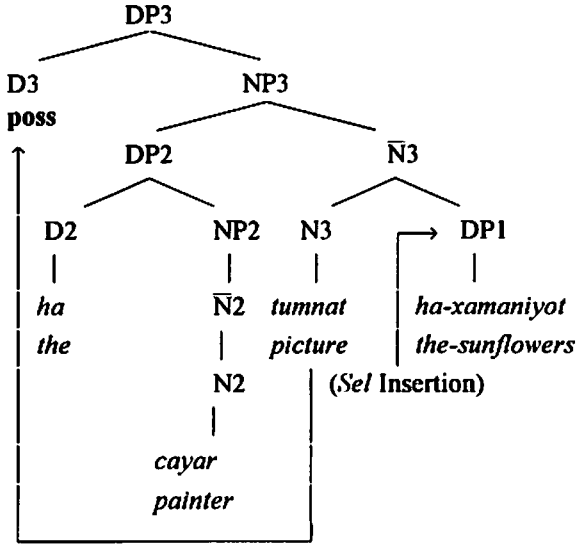 DP3
D3 NP3
poss
DP2 N̅3
D2 NP2 N3 DP1
ha N̅2 tumnat ha-xamaniyot
the picture the-sunflowers
N2 (Sel Insertion)
cayar
painter